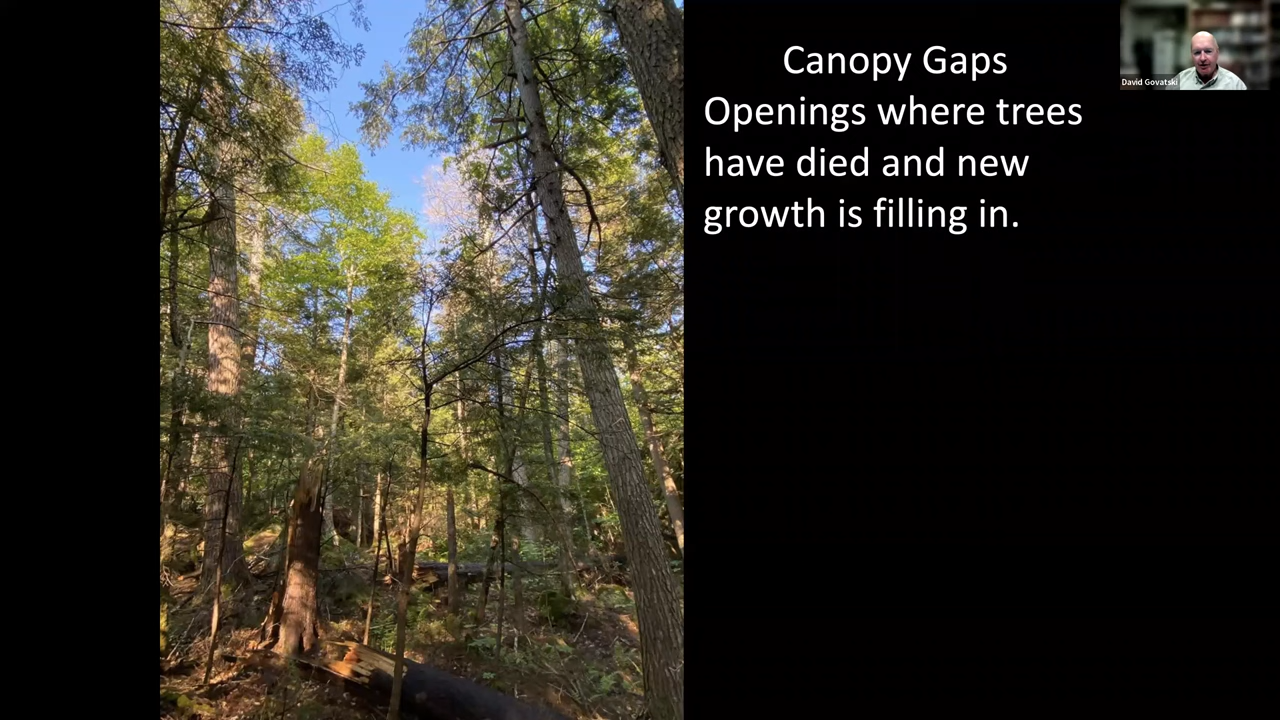 Canopy Gaps
Openings where trees
have died and new
growth is filling in.
David Govatski